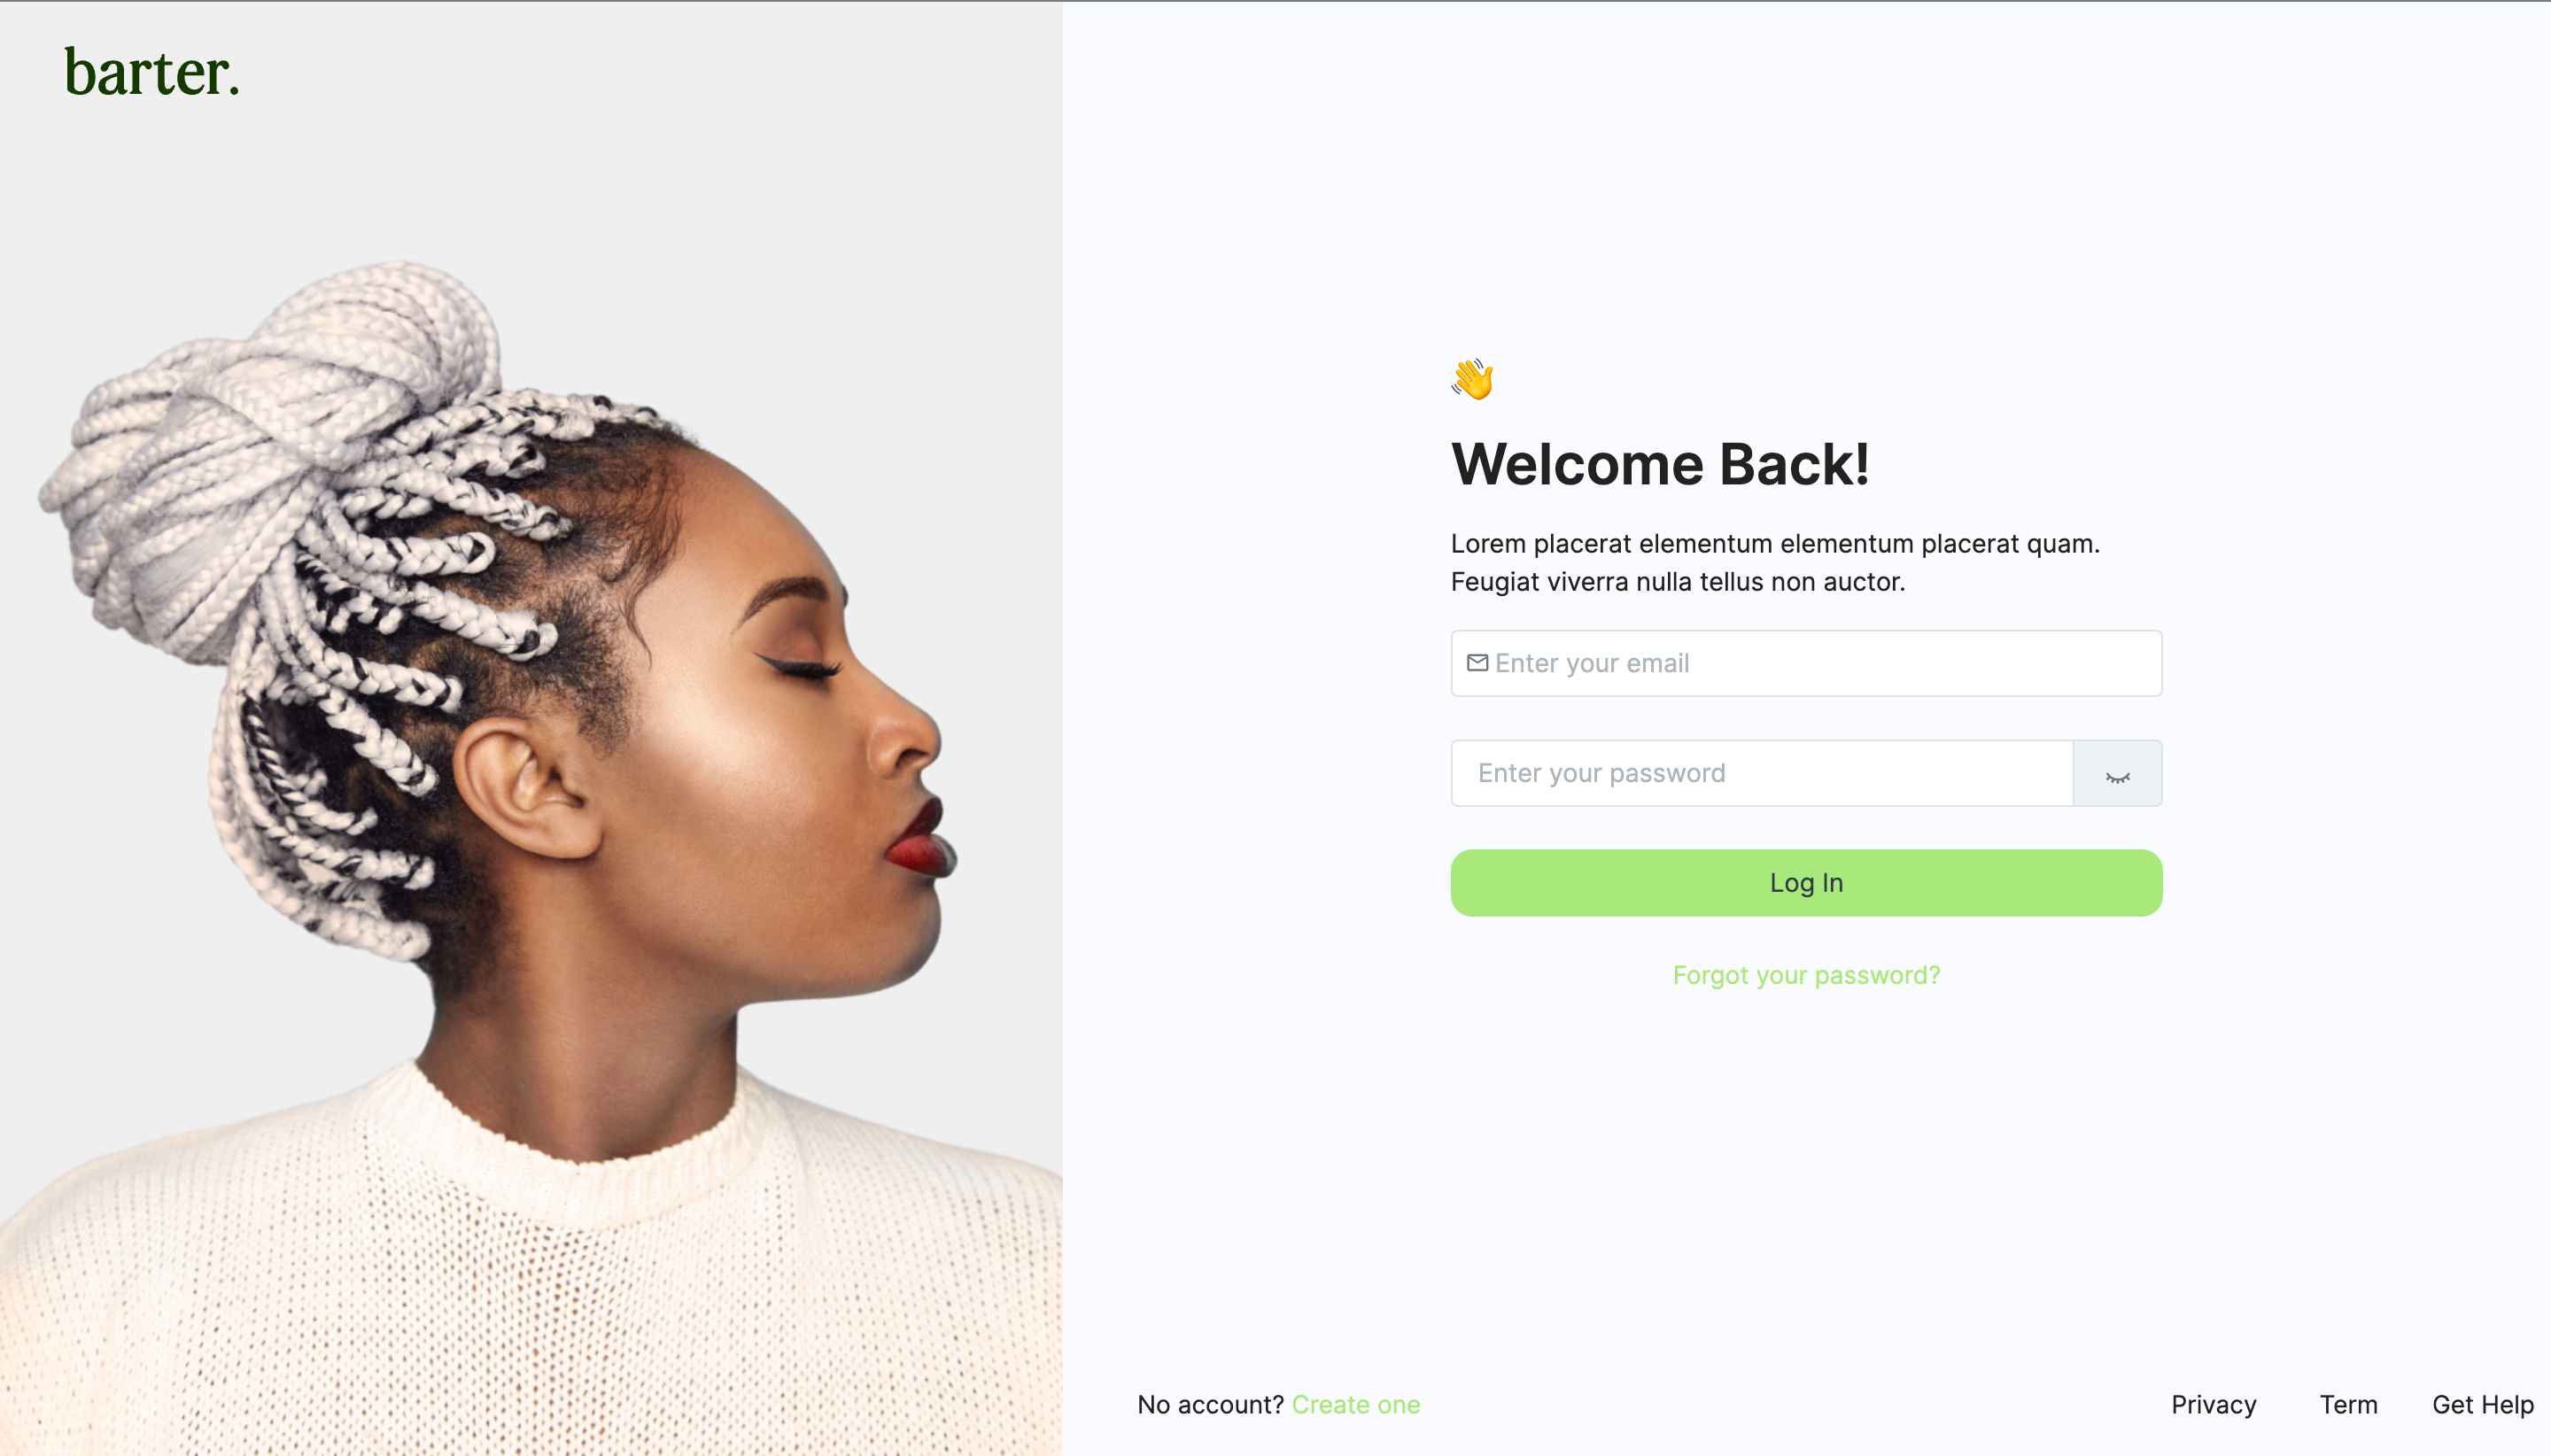 barter.
Welcome Back!
Lorem placerat elementum elementum placerat quam.
Feugiat viverra nulla tellus non auctor.
Enter your email
Enter your password
Log In
Forgot your password?
No account? Create one
Privacy Term Get Help